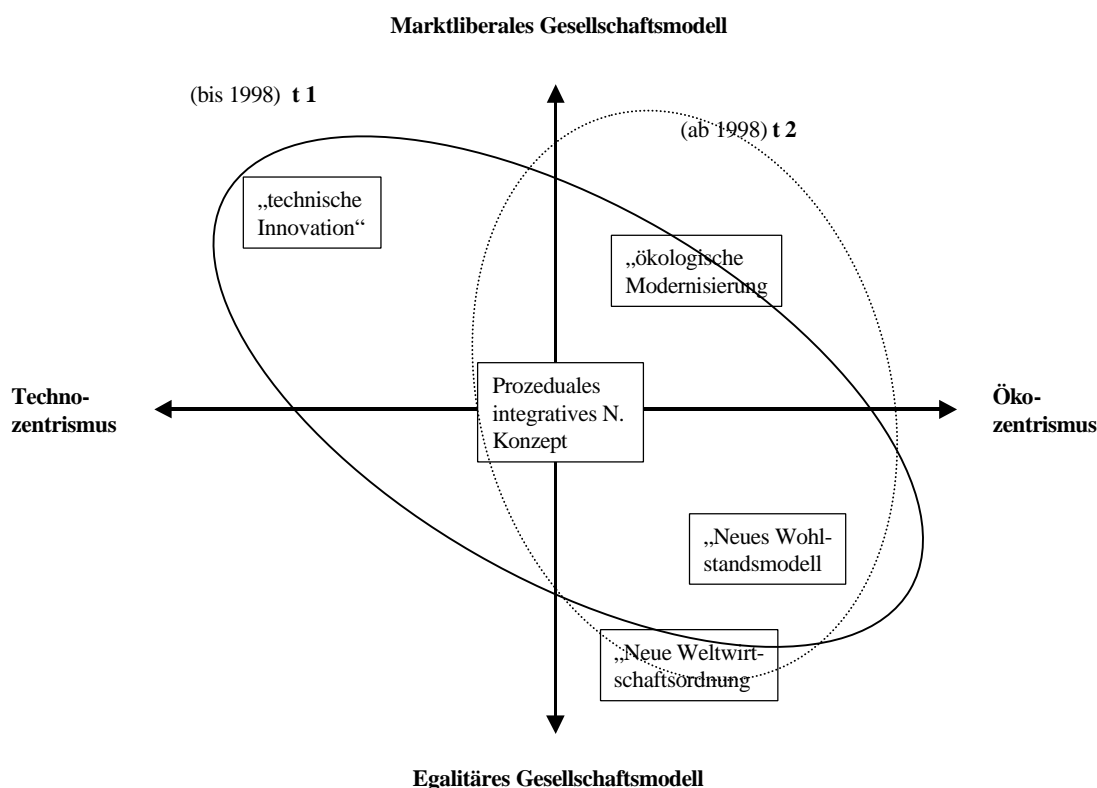 Marktliberales Gesellschaftsmodell
(bis 1998) t 1
(ab 1998) t 2
„technische
Innovation“
„ökologische
Modernisierung
Techno-
zentrismus
Prozeduales
integratives N.
Konzept
Öko-
zentrismus
„Neues Wohl-
standsmodell
„Neue Weltwirt-
schaftsordnung
Egalitäres Gesellschaftsmodell